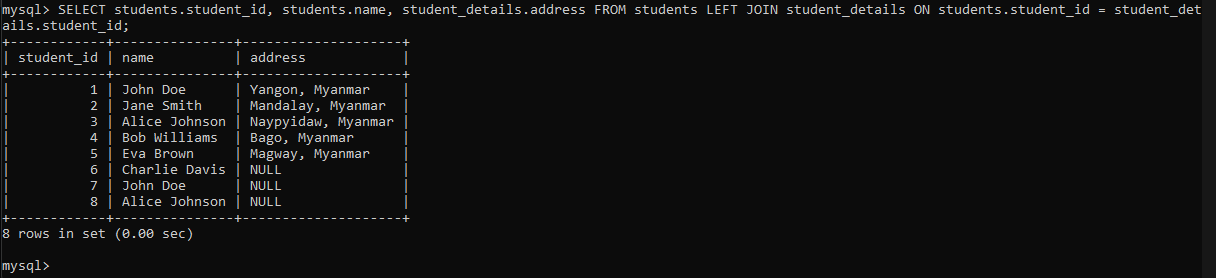 mysql> SELECT students.student_id, students.name, student_details.address FROM students LEFT JOIN student_details ON students.student_id = student_det
ails.student_id;
+------------+---------------+--------------------+
| student_id | name          | address            |
+------------+---------------+--------------------+
|          1 | John Doe      | Yangon, Myanmar    |
|          2 | Jane Smith    | Mandalay, Myanmar  |
|          3 | Alice Johnson | Naypyidaw, Myanmar |
|          4 | Bob Williams  | Bago, Myanmar      |
|          5 | Eva Brown     | Magway, Myanmar    |
|          6 | Charlie Davis | NULL               |
|          7 | John Doe      | NULL               |
|          8 | Alice Johnson | NULL               |
+------------+---------------+--------------------+
8 rows in set (0.00 sec)

mysql>